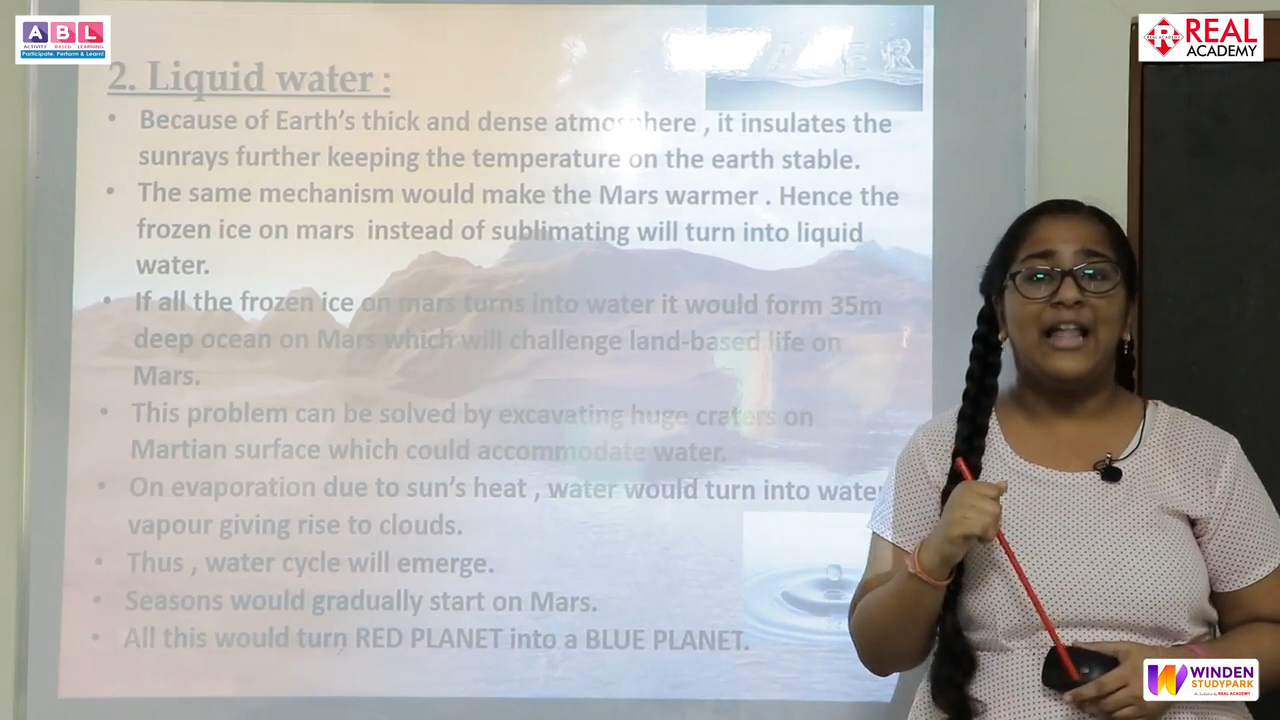 ABL
ACTIVITY BASED LEARNING
Participate, Perform & Learn!
REAL ACADEMY
REAL
ACADEMY
2. Liquid water :
• Because of Earth's thick and dense atmosphere , it insulates the
sunrays further keeping the temperature on the earth stable.
• The same mechanism would make the Mars warmer . Hence the
frozen ice on mars instead of sublimating will turn into liquid
water.
• If all the frozen ice on mars turns into water it would form 35m
deep ocean on Mars which will challenge land-based life on
Mars.
• This problem can be solved by excavating huge craters on
Martian surface which could accommodate water.
• On evaporation due to sun's heat , water would turn into water
vapour giving rise to clouds.
• Thus , water cycle will emerge.
• Seasons would gradually start on Mars.
• All this would turn RED PLANET into a BLUE PLANET.
WINDEN
STUDYPARK
An Initiative by REAL ACADEMY